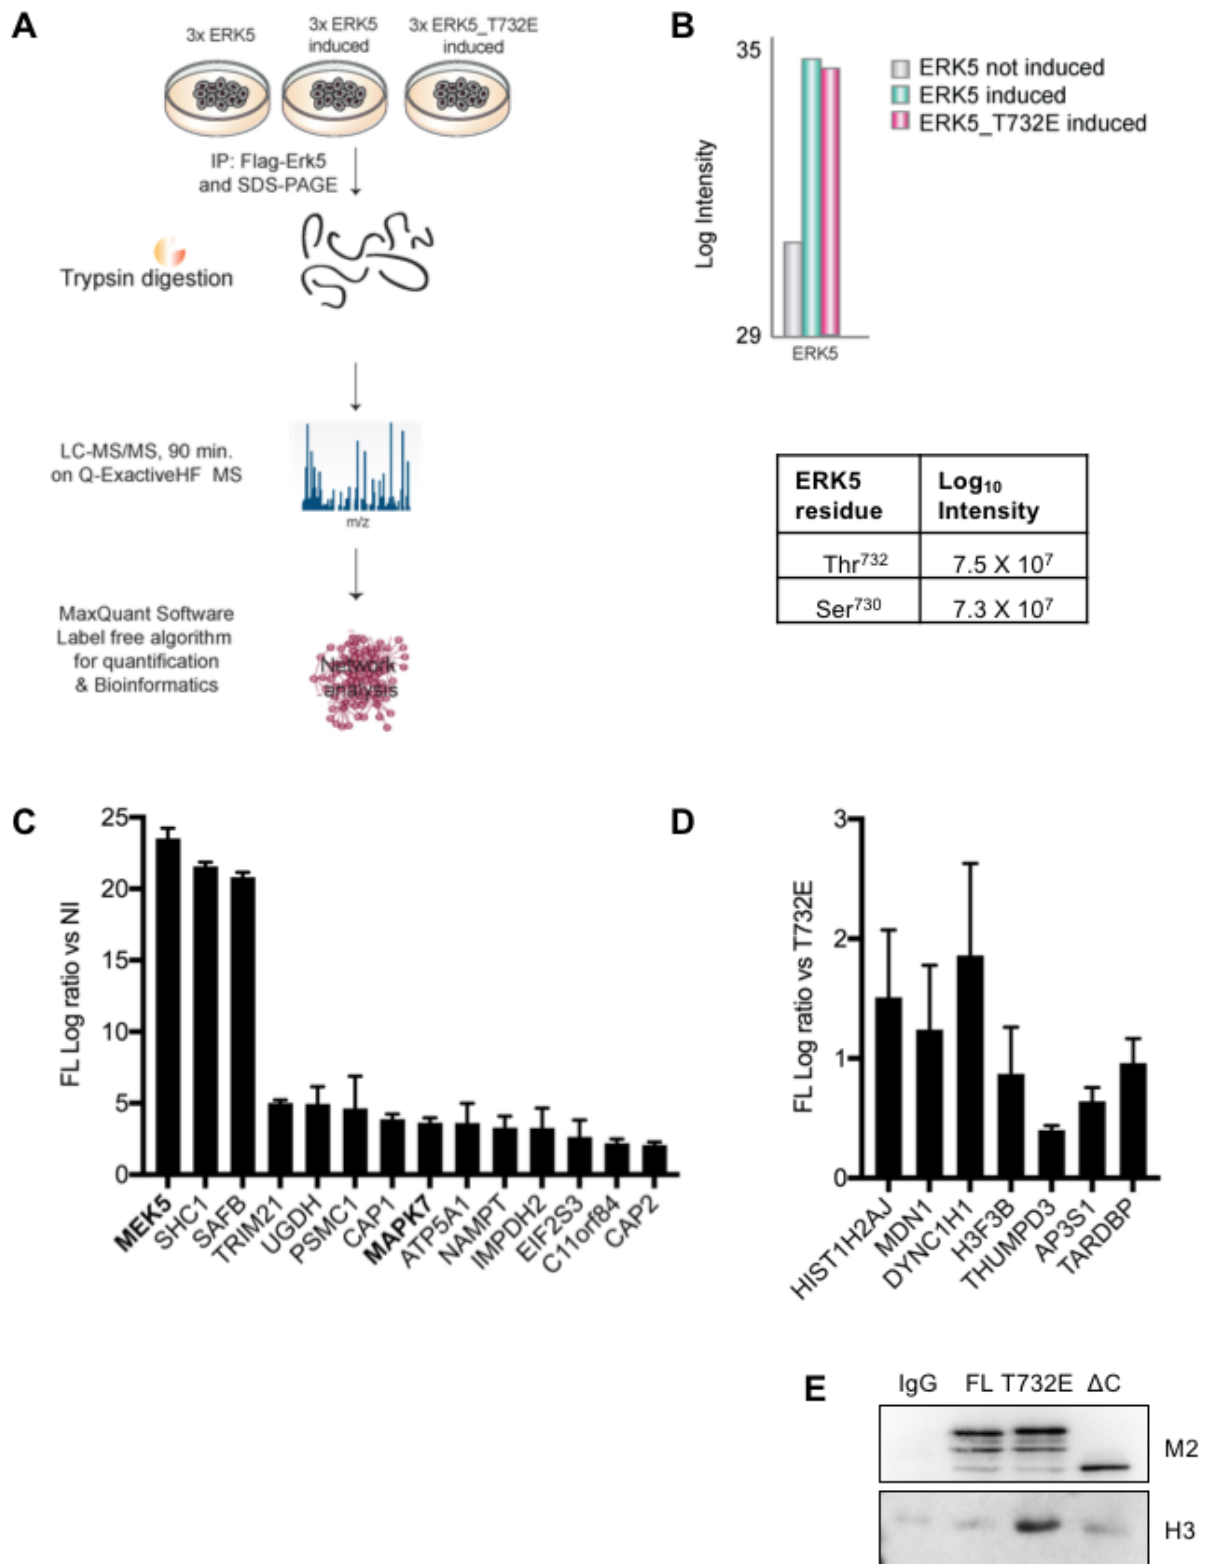 A
3x ERK5
3x ERK5
induced
3x ERK5_T732E
induced
IP: Flag-Erk5
and SDS-PAGE
Trypsin digestion
LC-MS/MS, 90 min.
on Q-ExactiveHF MS
m/z
MaxQuant Software
Label free algorithm
for quantification
& Bioinformatics
Network
analysis
B
35
29
Log Intensity
ERK5
ERK5 not induced
ERK5 induced
ERK5_T732E induced
ERK5 residue
Log₁₀ Intensity
Thr⁷³² 7.5 X 10⁷
Ser⁷³⁰ 7.3 X 10⁷
C
FL Log ratio vs NI
25
20
15
10
5
0
MEK5
SHC1
SAFB
TRIM21
UGDH
PSMC1
CAP1
MAPK7
ATP5A1
NAMPT
IMPDH2
EIF2S3
C11orf84
CAP2
D
FL Log ratio vs T732E
3
2
1
0
HIST1H2AJ
MDN1
DYNC1H1
H3F3B
THUMPD3
AP3S1
TARDBP
E
IgG FL T732E ΔC
M2
H3